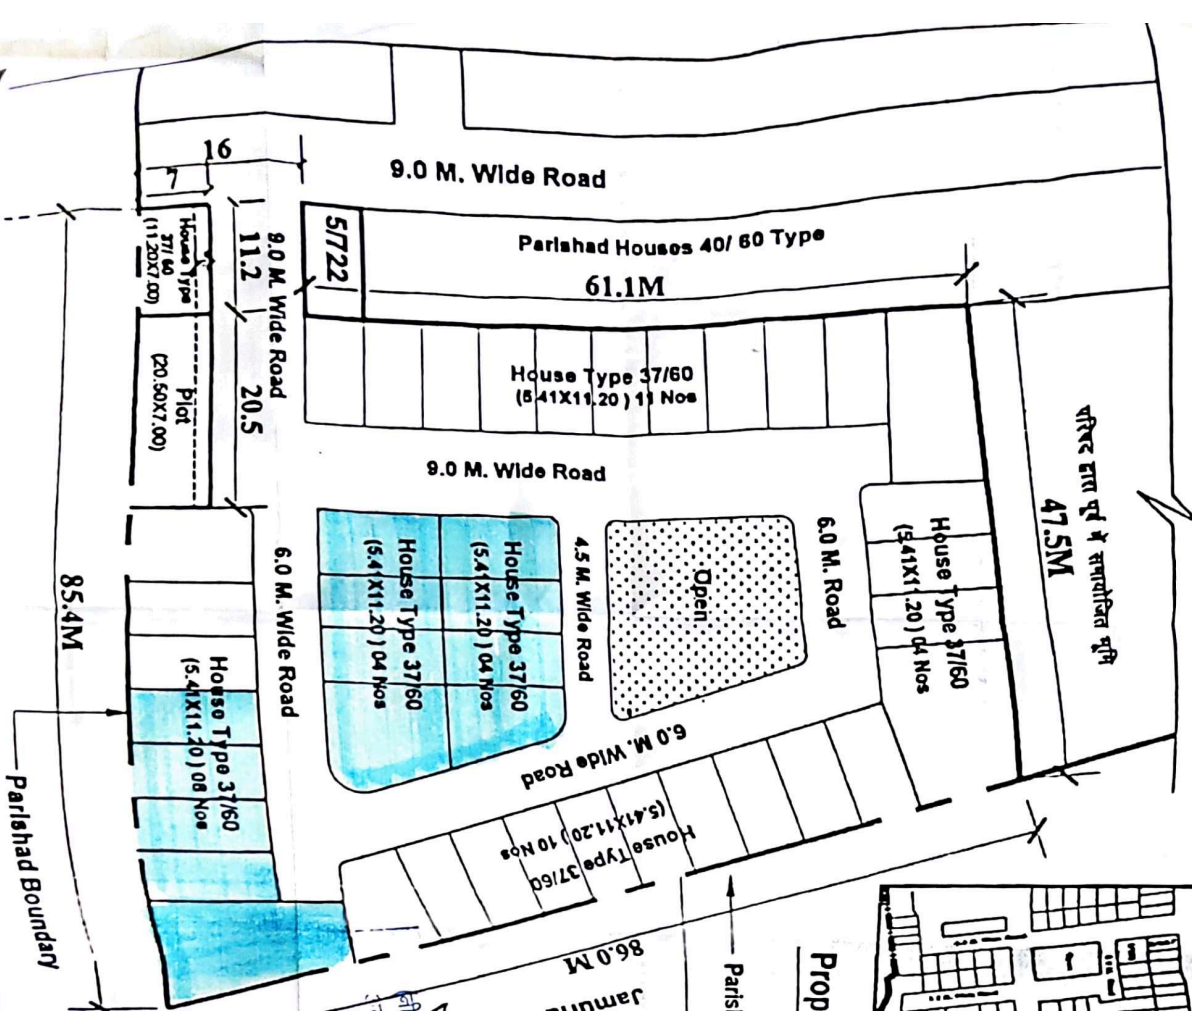 16
7
9.0 M. Wide Road
House Type
37/ 60
(11.20X7.00)
11.2
9.0 M. Wide Road
5/722
Parishad Houses 40/ 60 Type
61.1M
Plot
(20.50X7.00)
20.5
House Type 37/60
(5.41X11.20 ) 11 Nos
9.0 M. Wide Road
47.5M
परिषद द्वारा पूर्व में समायोजित भूमि
85.4M
6.0 M. Wide Road
House Type 37/60
(5.41X11.20 ) 04 Nos
House Type 37/60
(5.41X11.20 ) 04 Nos
4.5 M. Wide Road
Open
6.0 M. Road
House Type 37/60
(5.41X11.20 ) 04 Nos
House Type 37/60
(5.41X11.20 ) 08 Nos
6.0 M. Wide Road
House Type 37/60
(5.41X11.20 ) 10 Nos
Parishad Boundary
86.0 M
Paris
Prop
Jamun